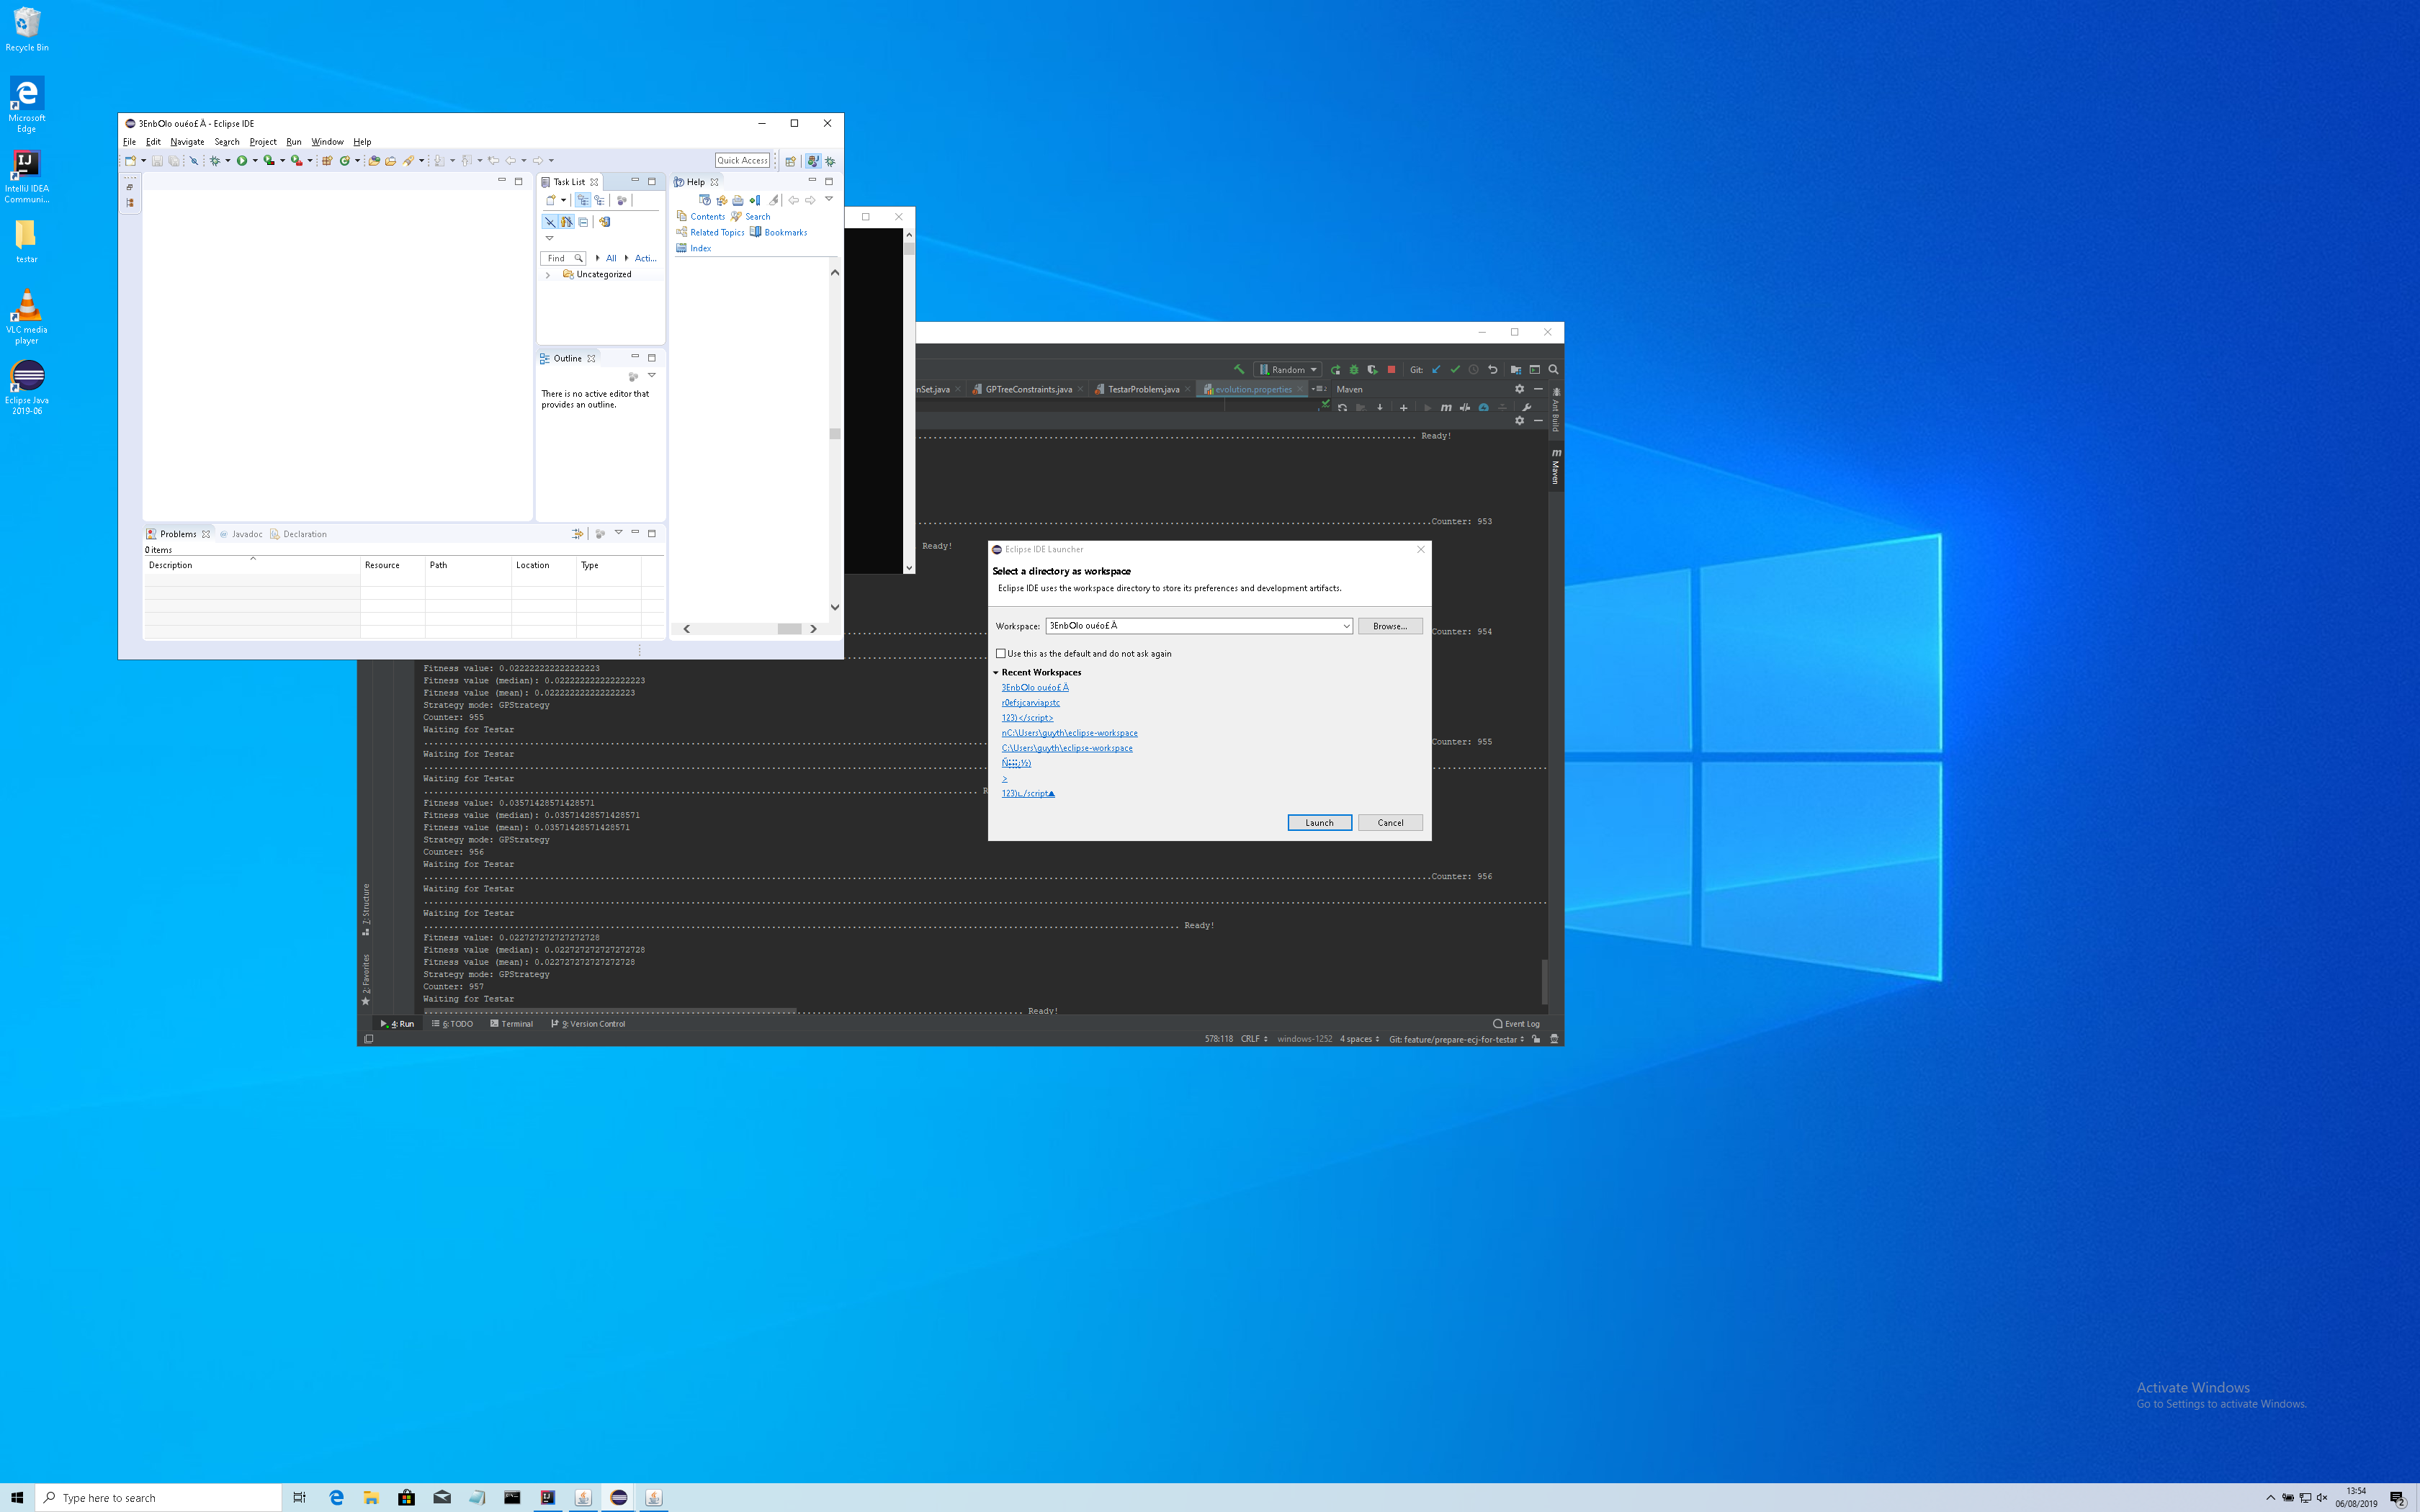 Recycle Bin
Microsoft
Edge
IntelliJ IDEA
Communi...
testar
VLC media
player
Eclipse Java
2019-06
File Edit Navigate Search Project Run Window Help
Quick Access
Task List
Find All Acti...
Uncategorized
Outline
There is no active editor that
provides an outline.
Help
Contents Search
Related Topics Bookmarks
Index
Problems Javadoc Declaration
0 items
Description Resource Path Location Type
Random Git:
nSet.java GPTreeConstraints.java TestarProblem.java evolution.properties Maven
Ant Build
Maven
Ready!
Counter: 953
Ready!
Counter: 954
Fitness value: 0.022222222222222223
Fitness value (median): 0.022222222222222223
Fitness value (mean): 0.022222222222222223
Strategy mode: GPStrategy
Counter: 955
Waiting for Testar
Counter: 955
Waiting for Testar
Waiting for Testar
Fitness value: 0.03571428571428571
Fitness value (median): 0.03571428571428571
Fitness value (mean): 0.03571428571428571
Strategy mode: GPStrategy
Counter: 956
Waiting for Testar
Counter: 956
Waiting for Testar
Waiting for Testar
Ready!
Fitness value: 0.022727272727272728
Fitness value (median): 0.022727272727272728
Fitness value (mean): 0.022727272727272728
Strategy mode: GPStrategy
Counter: 957
Waiting for Testar
Ready!
7: Structure
2: Favorites
4: Run 6: TODO Terminal 9: Version Control Event Log
578:118 CRLF windows-1252 4 spaces Git: feature/prepare-ecj-for-testar
Eclipse IDE Launcher
Select a directory as workspace
Eclipse IDE uses the workspace directory to store its preferences and development artifacts.
Workspace: Browse...
Use this as the default and do not ask again
Recent Workspaces
123)</script>
nC:\Users\guyth\eclipse-workspace
C:\Users\guyth\eclipse-workspace
>
Launch Cancel
Activate Windows
Go to Settings to activate Windows.
Type here to search
13:54
06/08/2019
2